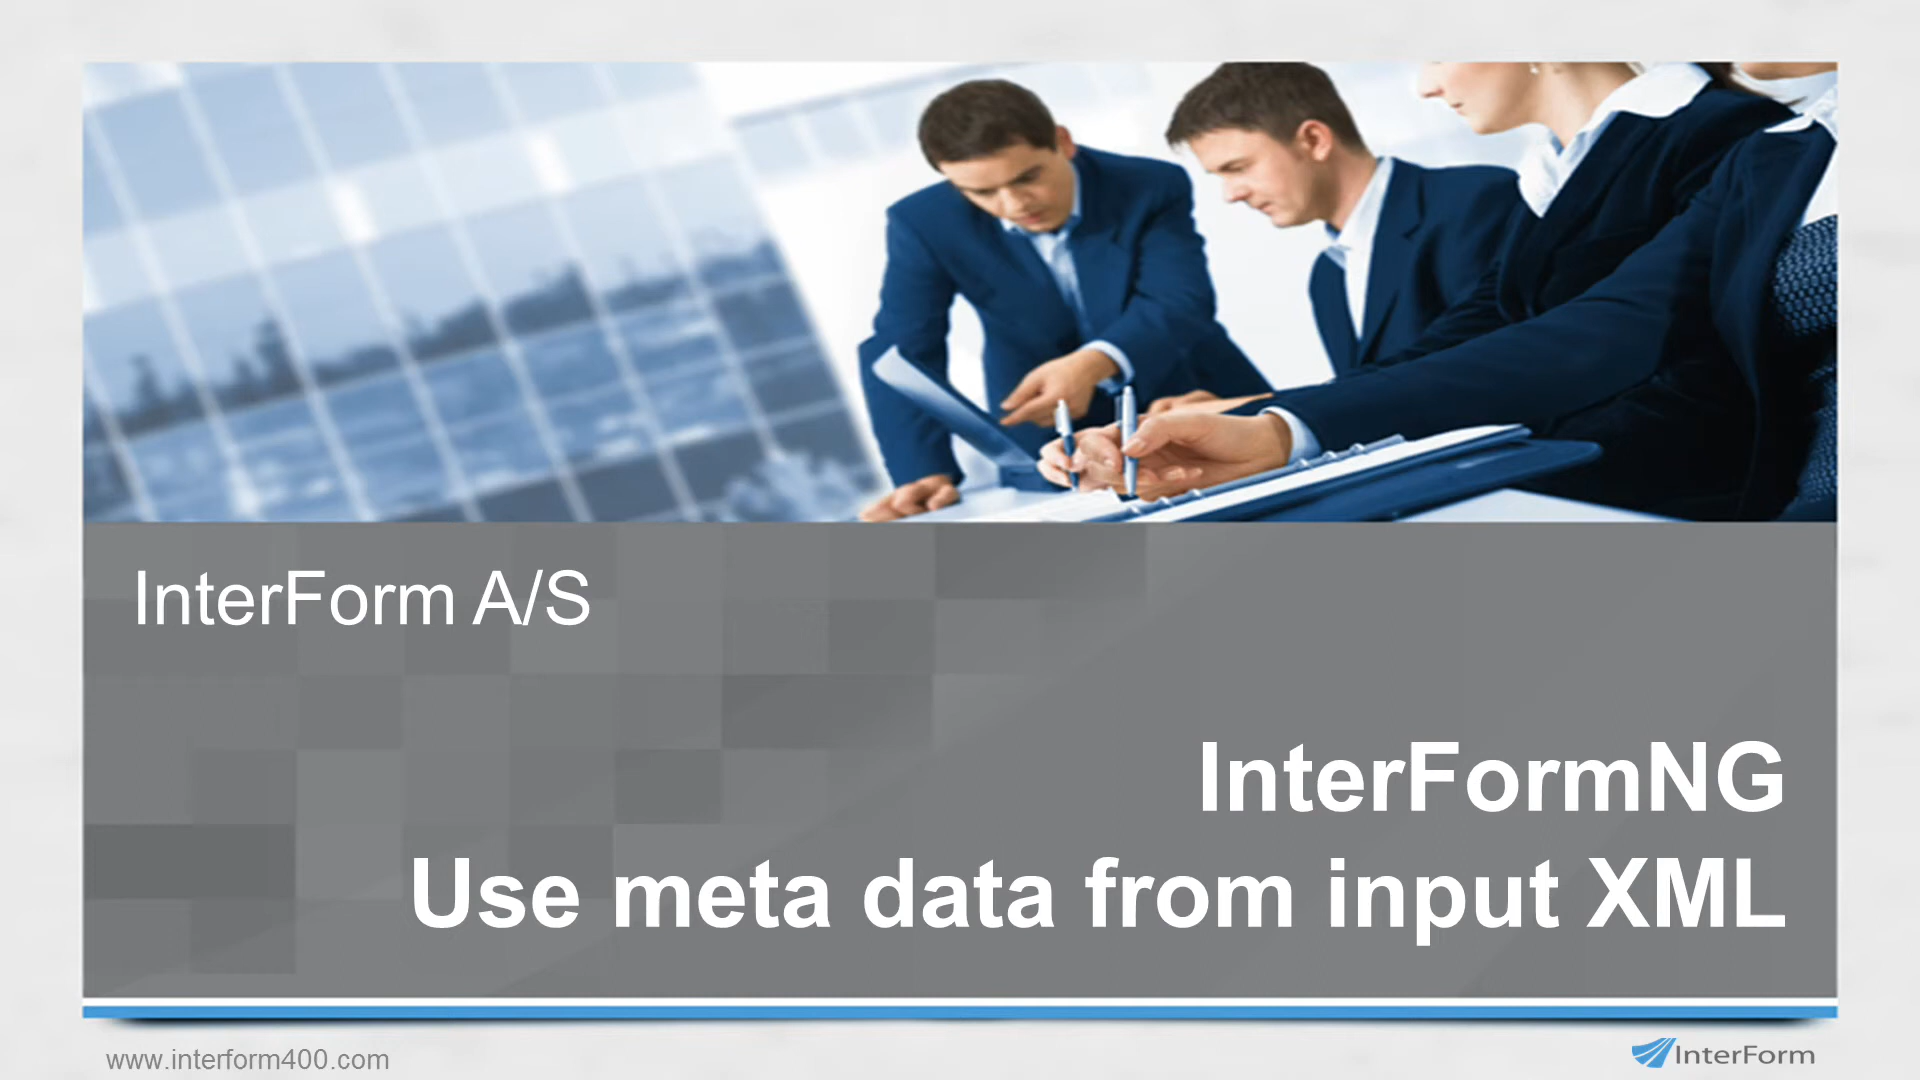 InterForm A/S
InterFormNG
Use meta data from input XML
www.interform400.com
InterForm